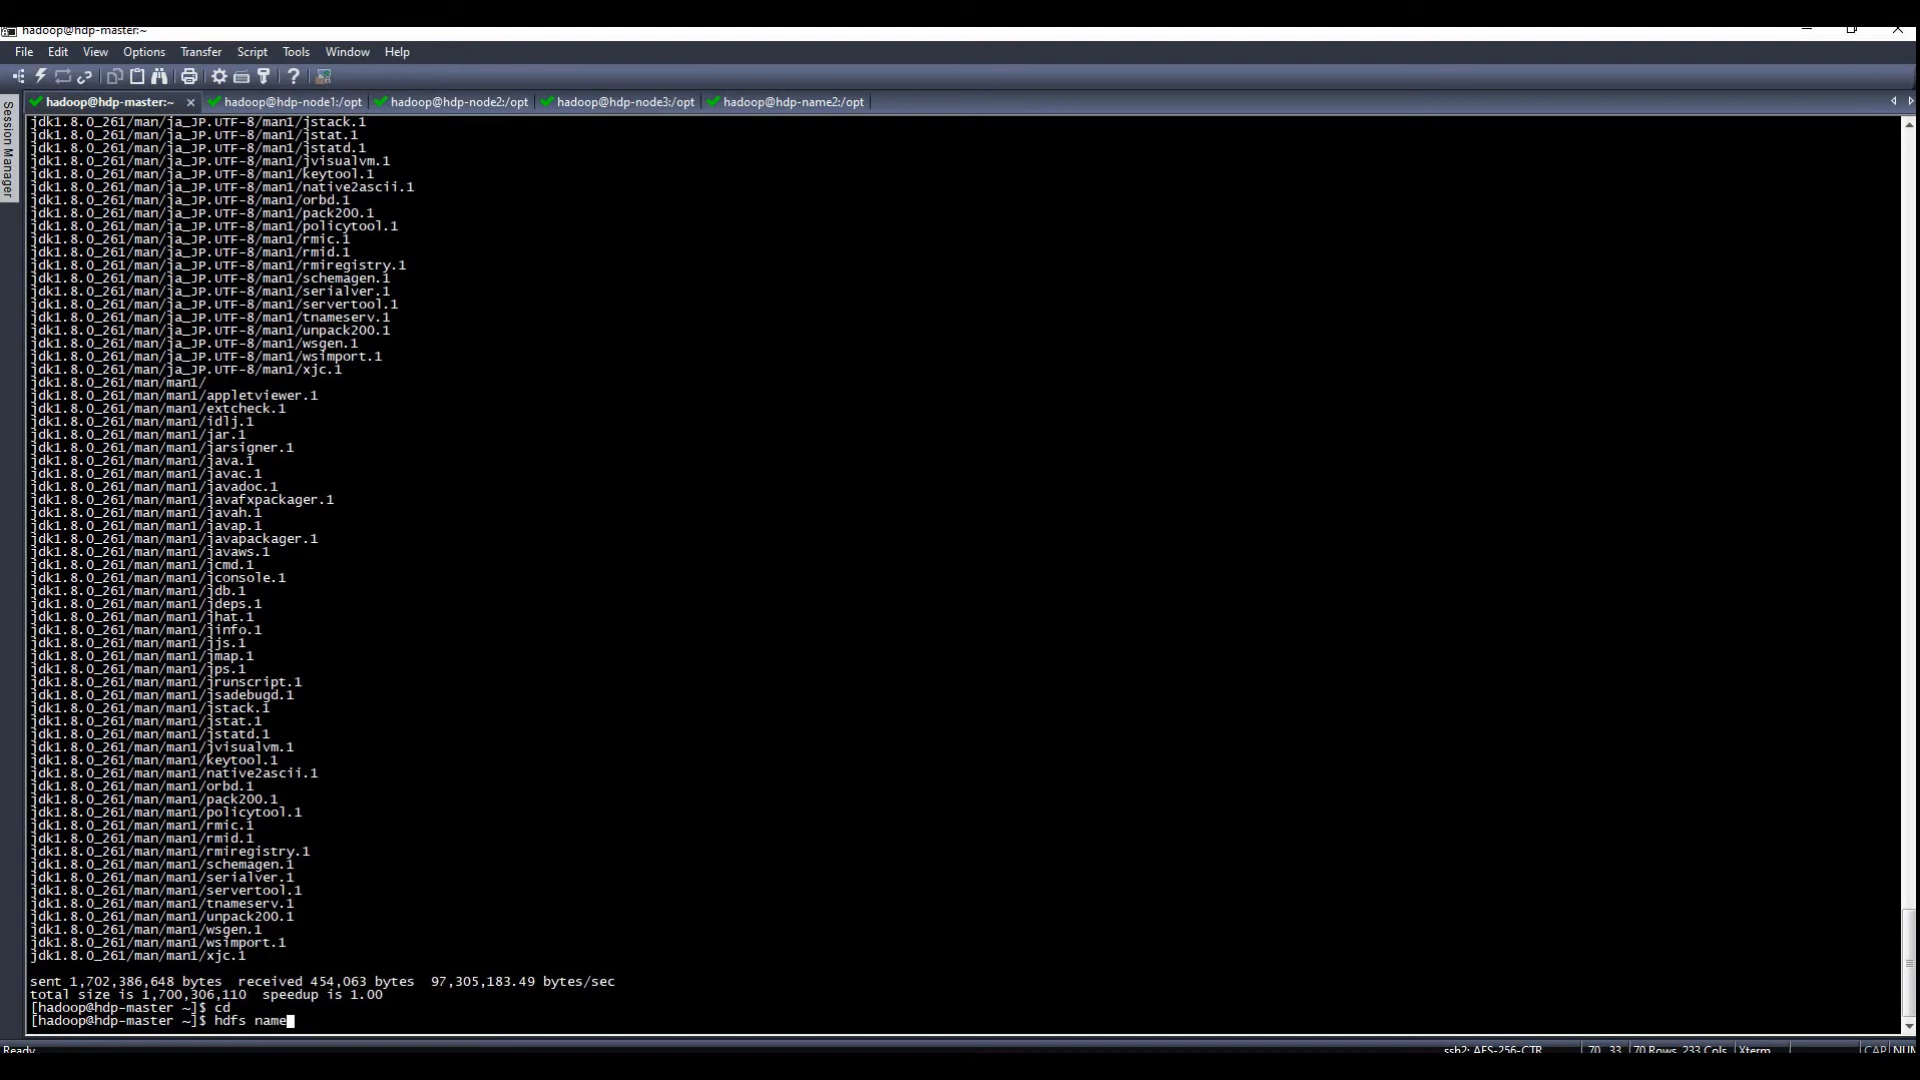 hadoop@hdp-master:~
File Edit View Options Transfer Script Tools Window Help
hadoop@hdp-master:~ hadoop@hdp-node1:/opt hadoop@hdp-node2:/opt hadoop@hdp-node3:/opt hadoop@hdp-name2:/opt
Session Manager
jdk1.8.0_261/man/ja_JP.UTF-8/man1/jstack.1
jdk1.8.0_261/man/ja_JP.UTF-8/man1/jstat.1
jdk1.8.0_261/man/ja_JP.UTF-8/man1/jstatd.1
jdk1.8.0_261/man/ja_JP.UTF-8/man1/jvisualvm.1
jdk1.8.0_261/man/ja_JP.UTF-8/man1/keytool.1
jdk1.8.0_261/man/ja_JP.UTF-8/man1/native2ascii.1
jdk1.8.0_261/man/ja_JP.UTF-8/man1/orbd.1
jdk1.8.0_261/man/ja_JP.UTF-8/man1/pack200.1
jdk1.8.0_261/man/ja_JP.UTF-8/man1/policytool.1
jdk1.8.0_261/man/ja_JP.UTF-8/man1/rmic.1
jdk1.8.0_261/man/ja_JP.UTF-8/man1/rmid.1
jdk1.8.0_261/man/ja_JP.UTF-8/man1/rmiregistry.1
jdk1.8.0_261/man/ja_JP.UTF-8/man1/schemagen.1
jdk1.8.0_261/man/ja_JP.UTF-8/man1/serialver.1
jdk1.8.0_261/man/ja_JP.UTF-8/man1/servertool.1
jdk1.8.0_261/man/ja_JP.UTF-8/man1/tnameserv.1
jdk1.8.0_261/man/ja_JP.UTF-8/man1/unpack200.1
jdk1.8.0_261/man/ja_JP.UTF-8/man1/wsgen.1
jdk1.8.0_261/man/ja_JP.UTF-8/man1/wsimport.1
jdk1.8.0_261/man/ja_JP.UTF-8/man1/xjc.1
jdk1.8.0_261/man/man1/
jdk1.8.0_261/man/man1/appletviewer.1
jdk1.8.0_261/man/man1/extcheck.1
jdk1.8.0_261/man/man1/idlj.1
jdk1.8.0_261/man/man1/jar.1
jdk1.8.0_261/man/man1/jarsigner.1
jdk1.8.0_261/man/man1/java.1
jdk1.8.0_261/man/man1/javac.1
jdk1.8.0_261/man/man1/javadoc.1
jdk1.8.0_261/man/man1/javafxpackager.1
jdk1.8.0_261/man/man1/javah.1
jdk1.8.0_261/man/man1/javap.1
jdk1.8.0_261/man/man1/javapackager.1
jdk1.8.0_261/man/man1/javaws.1
jdk1.8.0_261/man/man1/jcmd.1
jdk1.8.0_261/man/man1/jconsole.1
jdk1.8.0_261/man/man1/jdb.1
jdk1.8.0_261/man/man1/jdeps.1
jdk1.8.0_261/man/man1/jhat.1
jdk1.8.0_261/man/man1/jinfo.1
jdk1.8.0_261/man/man1/jjs.1
jdk1.8.0_261/man/man1/jmap.1
jdk1.8.0_261/man/man1/jps.1
jdk1.8.0_261/man/man1/jrunscript.1
jdk1.8.0_261/man/man1/jsadebugd.1
jdk1.8.0_261/man/man1/jstack.1
jdk1.8.0_261/man/man1/jstat.1
jdk1.8.0_261/man/man1/jstatd.1
jdk1.8.0_261/man/man1/jvisualvm.1
jdk1.8.0_261/man/man1/keytool.1
jdk1.8.0_261/man/man1/native2ascii.1
jdk1.8.0_261/man/man1/orbd.1
jdk1.8.0_261/man/man1/pack200.1
jdk1.8.0_261/man/man1/policytool.1
jdk1.8.0_261/man/man1/rmic.1
jdk1.8.0_261/man/man1/rmid.1
jdk1.8.0_261/man/man1/rmiregistry.1
jdk1.8.0_261/man/man1/schemagen.1
jdk1.8.0_261/man/man1/serialver.1
jdk1.8.0_261/man/man1/servertool.1
jdk1.8.0_261/man/man1/tnameserv.1
jdk1.8.0_261/man/man1/unpack200.1
jdk1.8.0_261/man/man1/wsgen.1
jdk1.8.0_261/man/man1/wsimport.1
jdk1.8.0_261/man/man1/xjc.1
sent 1,702,386,648 bytes  received 454,063 bytes  97,305,183.49 bytes/sec
total size is 1,700,306,110  speedup is 1.00
[hadoop@hdp-master ~]$ cd
[hadoop@hdp-master ~]$ hdfs name
Ready ssh2: AES-256-CTR 70, 33 70 Rows, 233 Cols Xterm CAP NUM